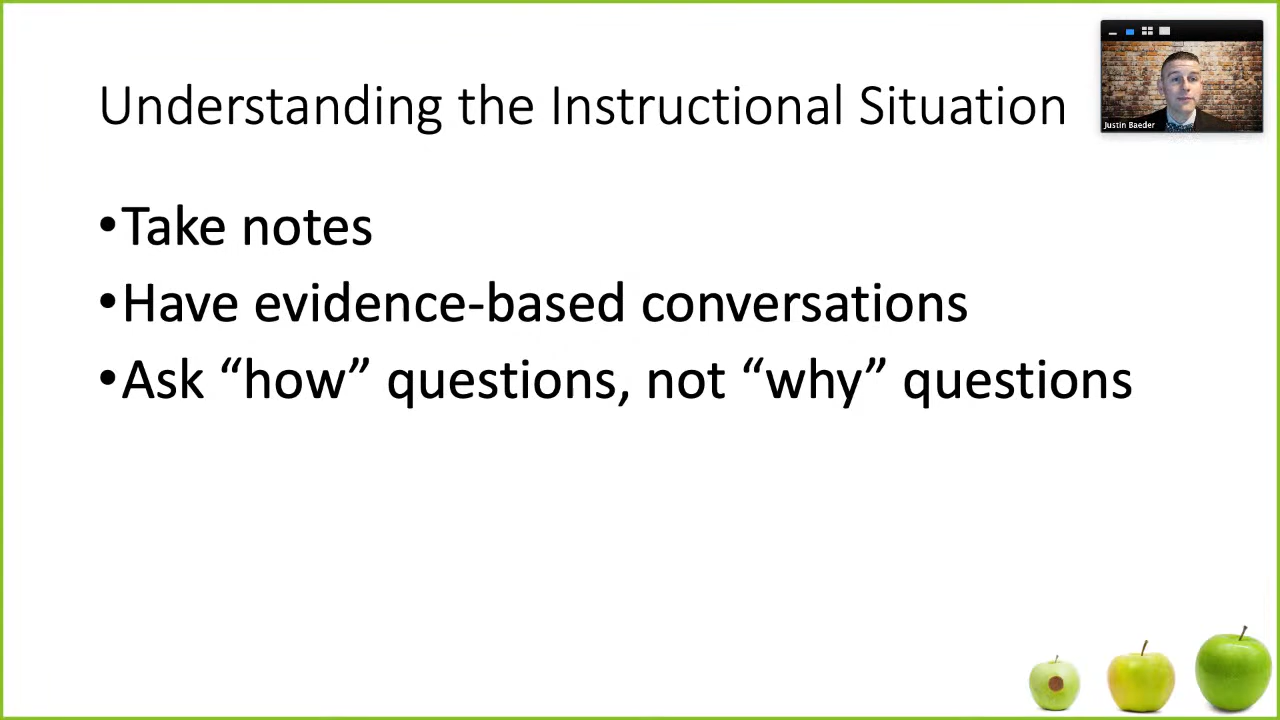 Understanding the Instructional Situation
Justin Baeder
•Take notes
•Have evidence-based conversations
•Ask “how” questions, not “why” questions